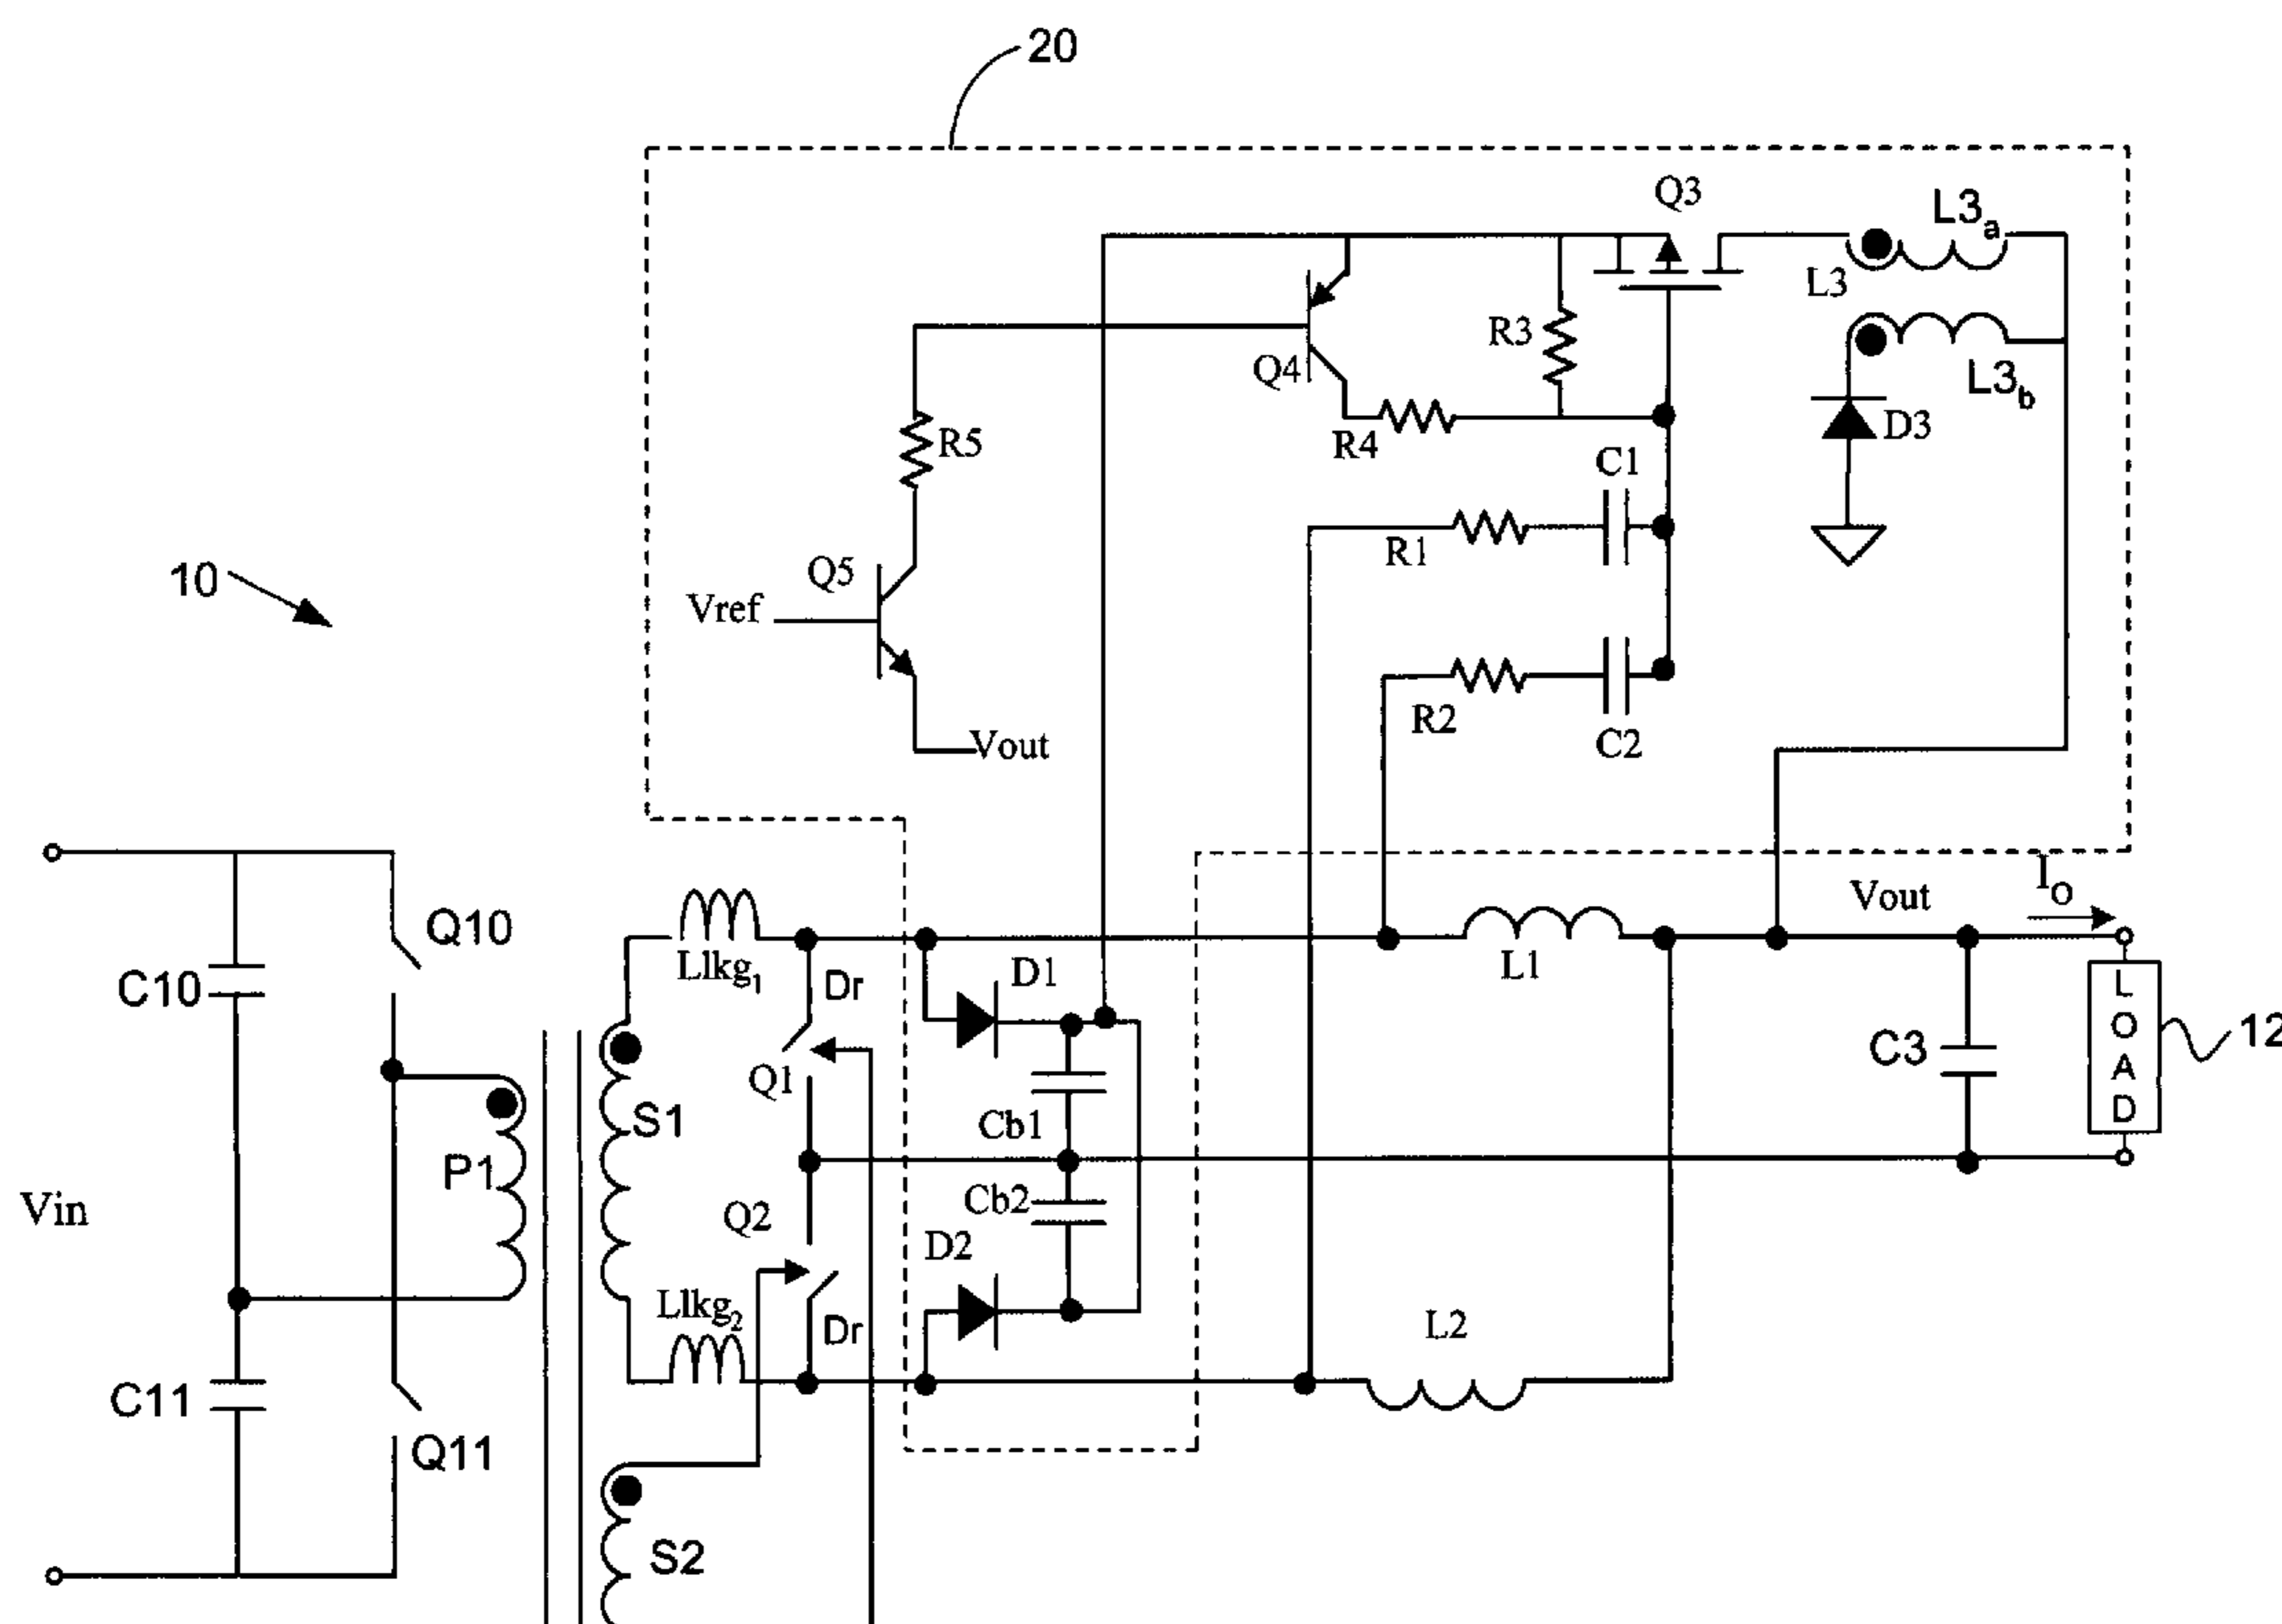 20
Q3
L3a
L3
R3
Q4
L3b
R5
R4
D3
C1
R1
10
Q5
Vref
R2
C2
Vout
Vout
Io
Q10
C10
Llkg1
Dr
D1
L1
C3
LOAD
12
Q1
S1
Cb1
P1
Vin
Q2
Cb2
D2
Llkg2
Dr
L2
C11
Q11
S2